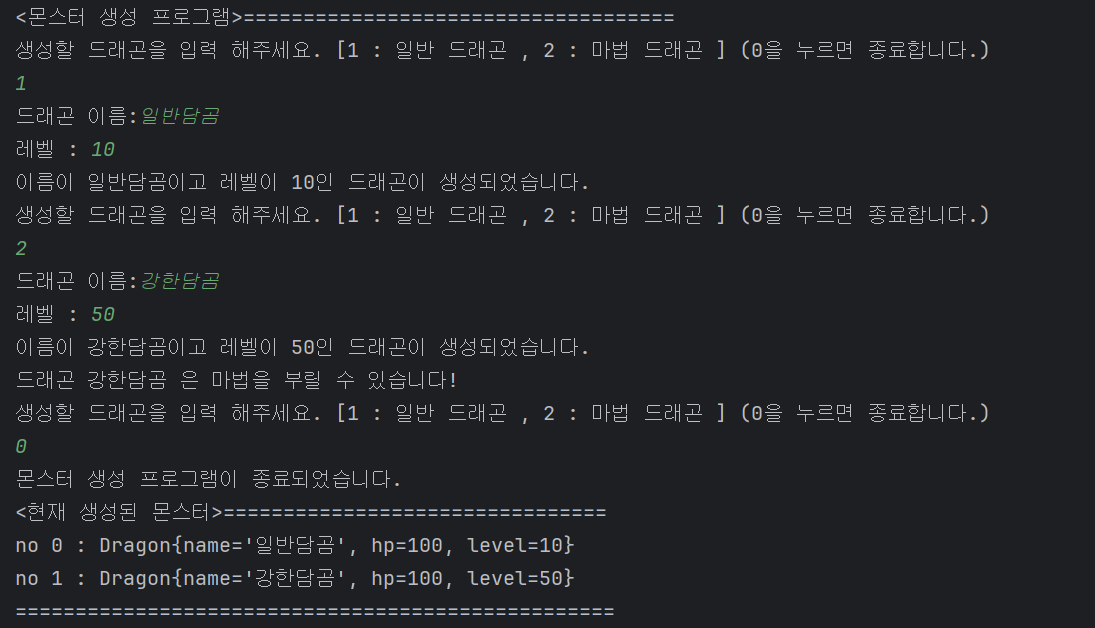 <몬스터 생성 프로그램>====================================
생성할 드래곤을 입력 해주세요. [1 : 일반 드래곤 , 2 : 마법 드래곤 ] (0을 누르면 종료합니다.)
1
드래곤 이름:일반담곰
레벨 : 10
이름이 일반담곰이고 레벨이 10인 드래곤이 생성되었습니다.
생성할 드래곤을 입력 해주세요. [1 : 일반 드래곤 , 2 : 마법 드래곤 ] (0을 누르면 종료합니다.)
2
드래곤 이름:강한담곰
레벨 : 50
이름이 강한담곰이고 레벨이 50인 드래곤이 생성되었습니다.
드래곤 강한담곰 은 마법을 부릴 수 있습니다!
생성할 드래곤을 입력 해주세요. [1 : 일반 드래곤 , 2 : 마법 드래곤 ] (0을 누르면 종료합니다.)
0
몬스터 생성 프로그램이 종료되었습니다.
<현재 생성된 몬스터>================================
no 0 : Dragon{name='일반담곰', hp=100, level=10}
no 1 : Dragon{name='강한담곰', hp=100, level=50}
==================================================